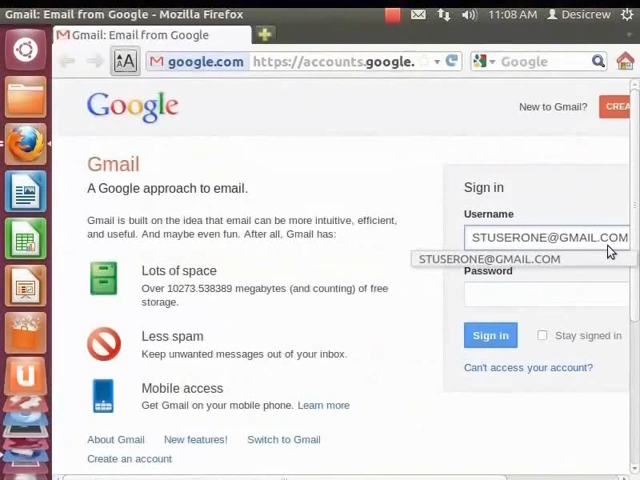 Gmail: Email from Google - Mozilla Firefox
11:08 AM
Desicrew
Gmail: Email from Google
google.com
https://accounts.google.
Google
Google
New to Gmail?
CREA
Gmail
A Google approach to email.
Gmail is built on the idea that email can be more intuitive, efficient,
and useful. And maybe even fun. After all, Gmail has:
Lots of space
Over 10273.538389 megabytes (and counting) of free
storage.
Less spam
Keep unwanted messages out of your inbox.
Mobile access
Get Gmail on your mobile phone. Learn more
About Gmail
New features!
Switch to Gmail
Create an account
Sign in
Username
STUSERONE@GMAIL.COM
STUSERONE@GMAIL.COM
Password
Sign in
Stay signed in
Can't access your account?